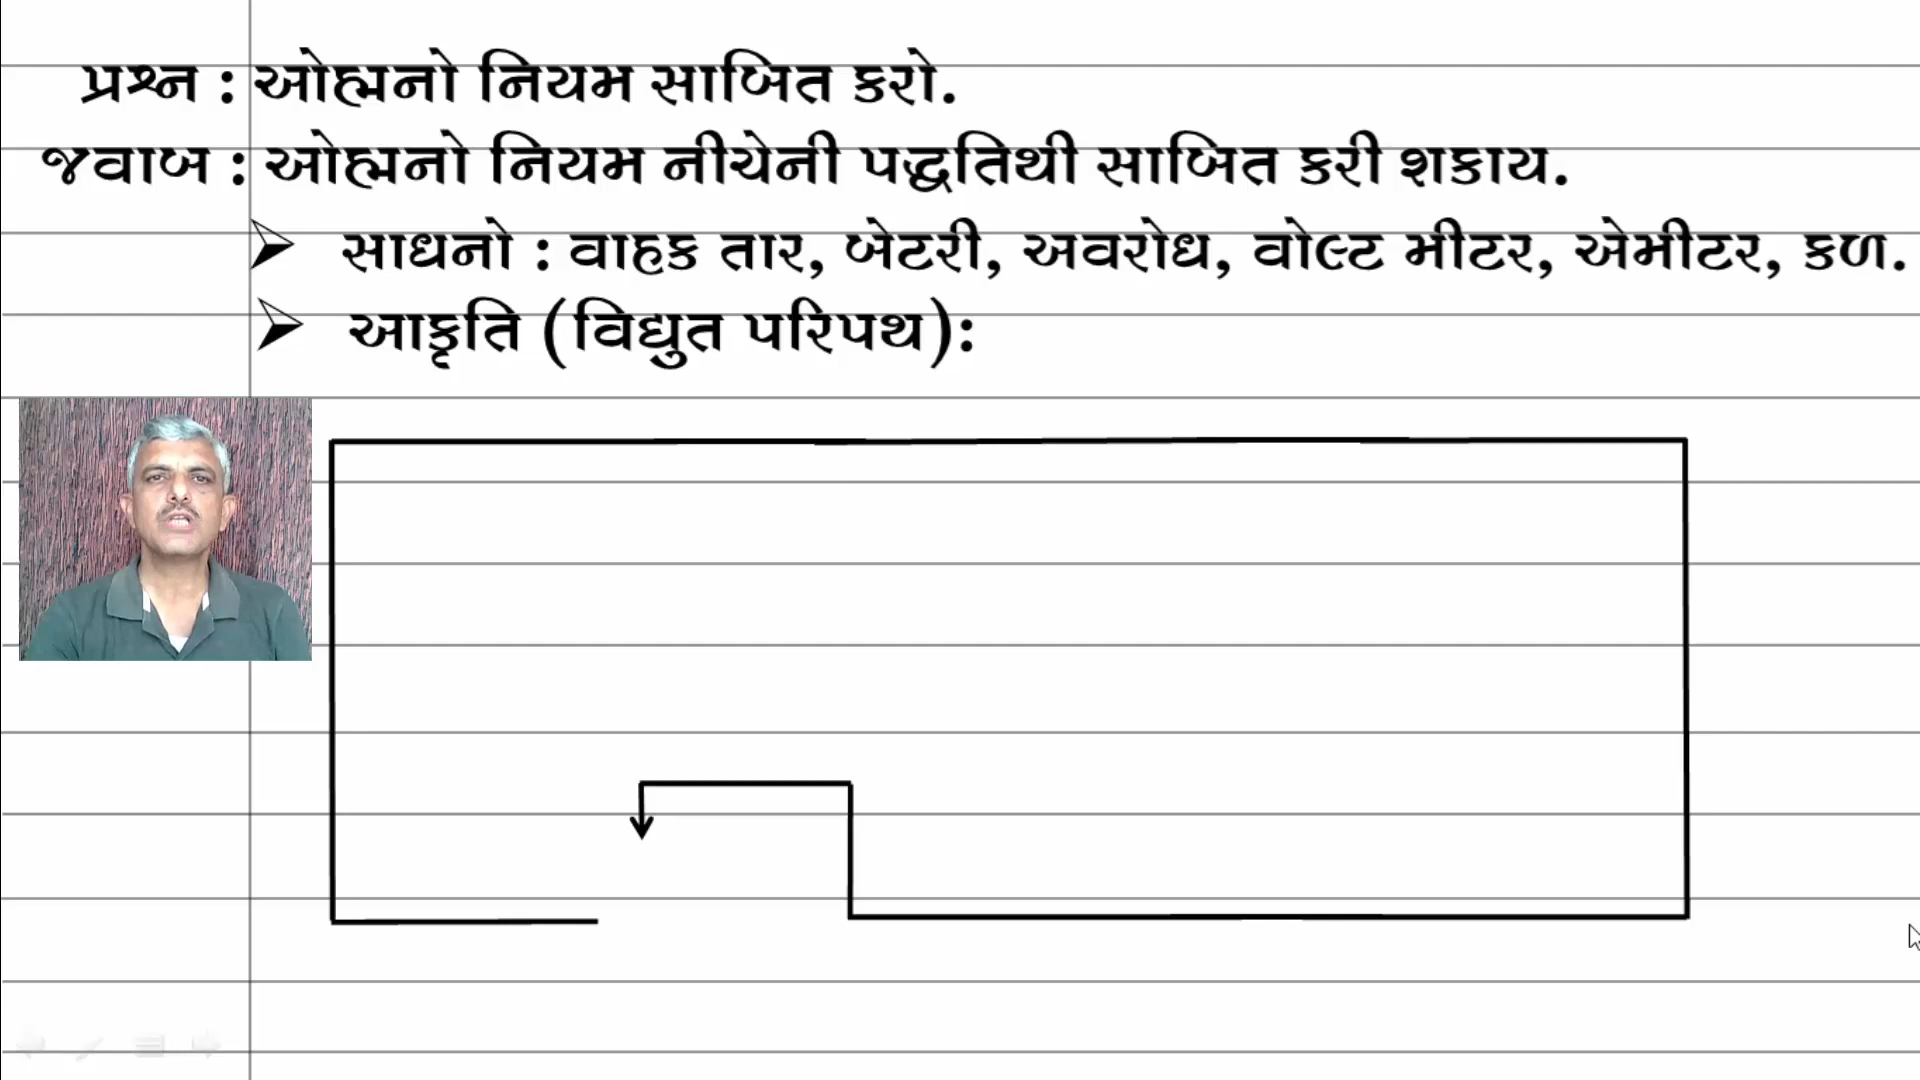 પ્રશ્ન : ઓહ્મનો નિયમ સાબિત કરો.
જવાબ : ઓહ્મનો નિયમ નીચેની પદ્ધતિથી સાબિત કરી શકાય.
➢ સાધનો : વાહક તાર, બેટરી, અવરોધ, વોલ્ટ મીટર, એમીટર, કળ.
➢ આકૃતિ (વિદ્યુત પરિપથ):